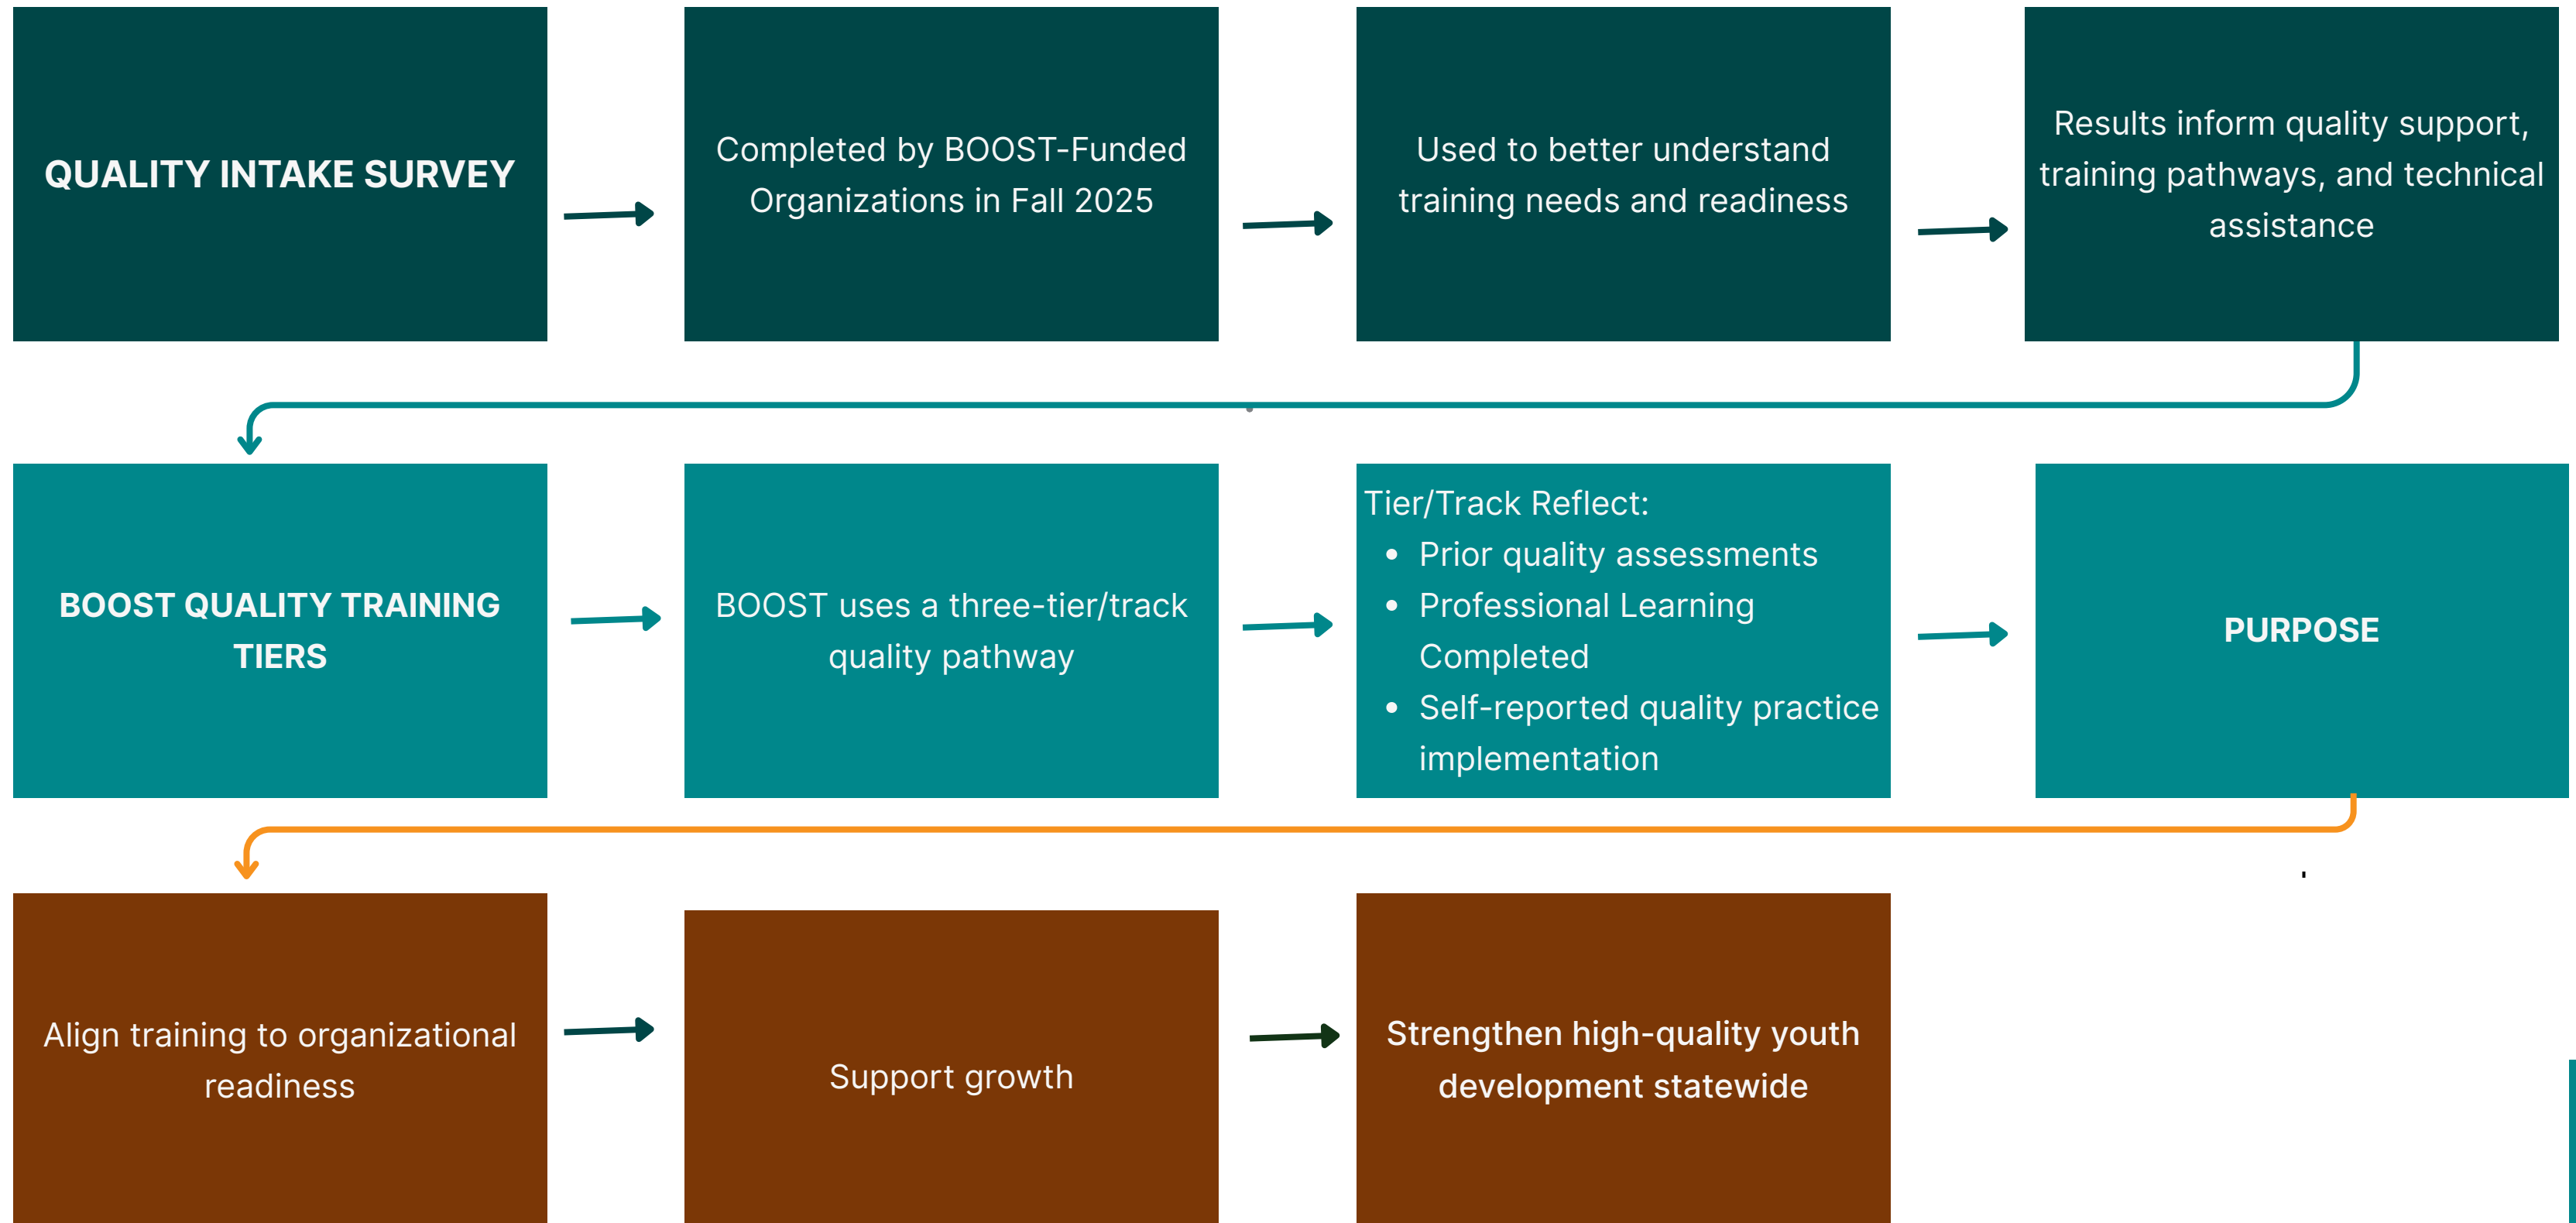 QUALITY INTAKE SURVEY
Completed by BOOST-Funded
Organizations in Fall 2025
Used to better understand
training needs and readiness
Results inform quality support,
training pathways, and technical
assistance
BOOST QUALITY TRAINING
TIERS
BOOST uses a three-tier/track
quality pathway
Tier/Track Reflect:
• Prior quality assessments
• Professional Learning
Completed
• Self-reported quality practice
implementation
PURPOSE
Align training to organizational
readiness
Support growth
Strengthen high-quality youth
development statewide